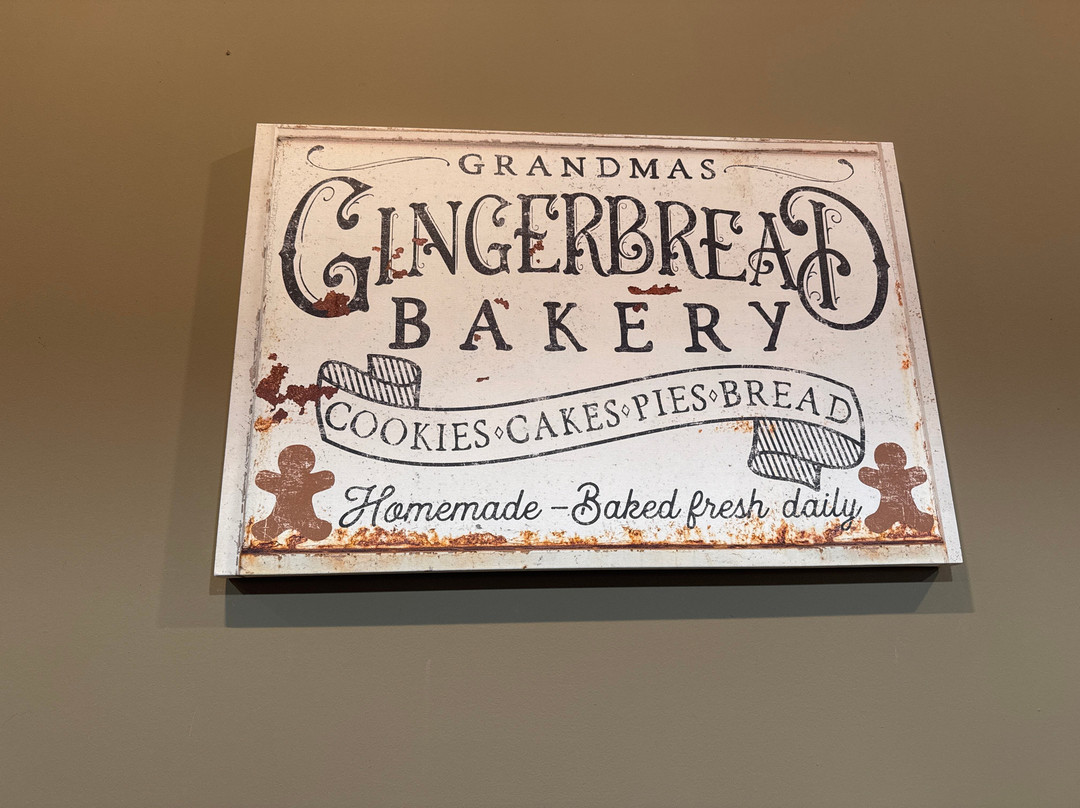 GRANDMAS
GINGERBREAD
BAKERY
COOKIES◊CAKES◊PIES◊BREAD
Homemade - Baked fresh daily